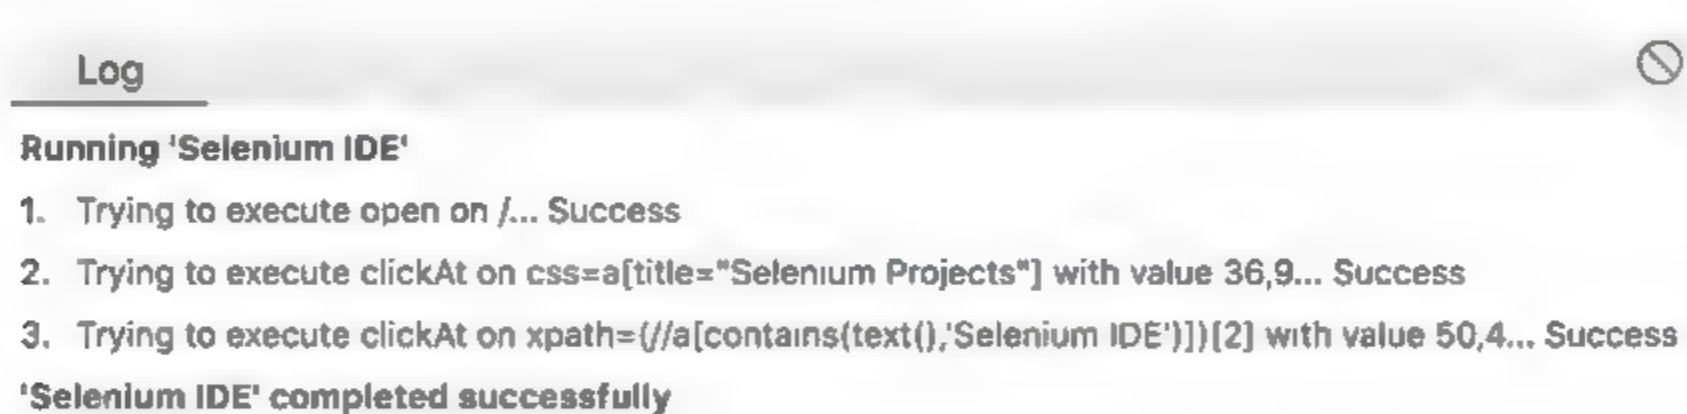 Log
Running 'Selenium IDE'
1. Trying to execute open on /... Success
2. Trying to execute clickAt on css=a[title="Selenium Projects"] with value 36,9... Success
3. Trying to execute clickAt on xpath=(//a[contains(text(),'Selenium IDE')])[2] with value 50,4... Success
'Selenium IDE' completed successfully